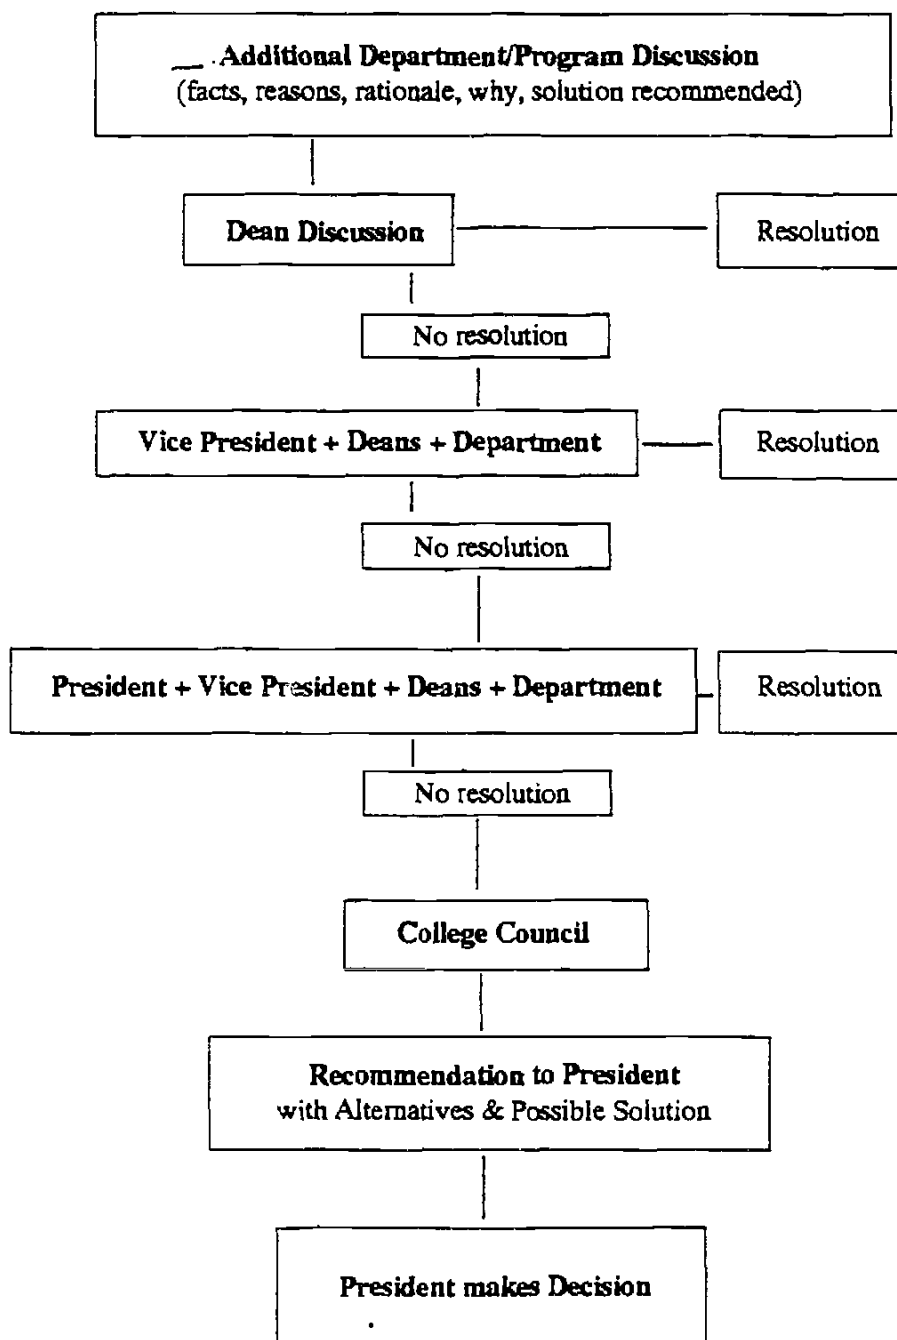 Additional Department/Program Discussion
(facts, reasons, rationale, why, solution recommended)
Dean Discussion
Resolution
No resolution
Vice President + Deans + Department
Resolution
No resolution
President + Vice President + Deans + Department
Resolution
No resolution
College Council
Recommendation to President
with Alternatives & Possible Solution
President makes Decision